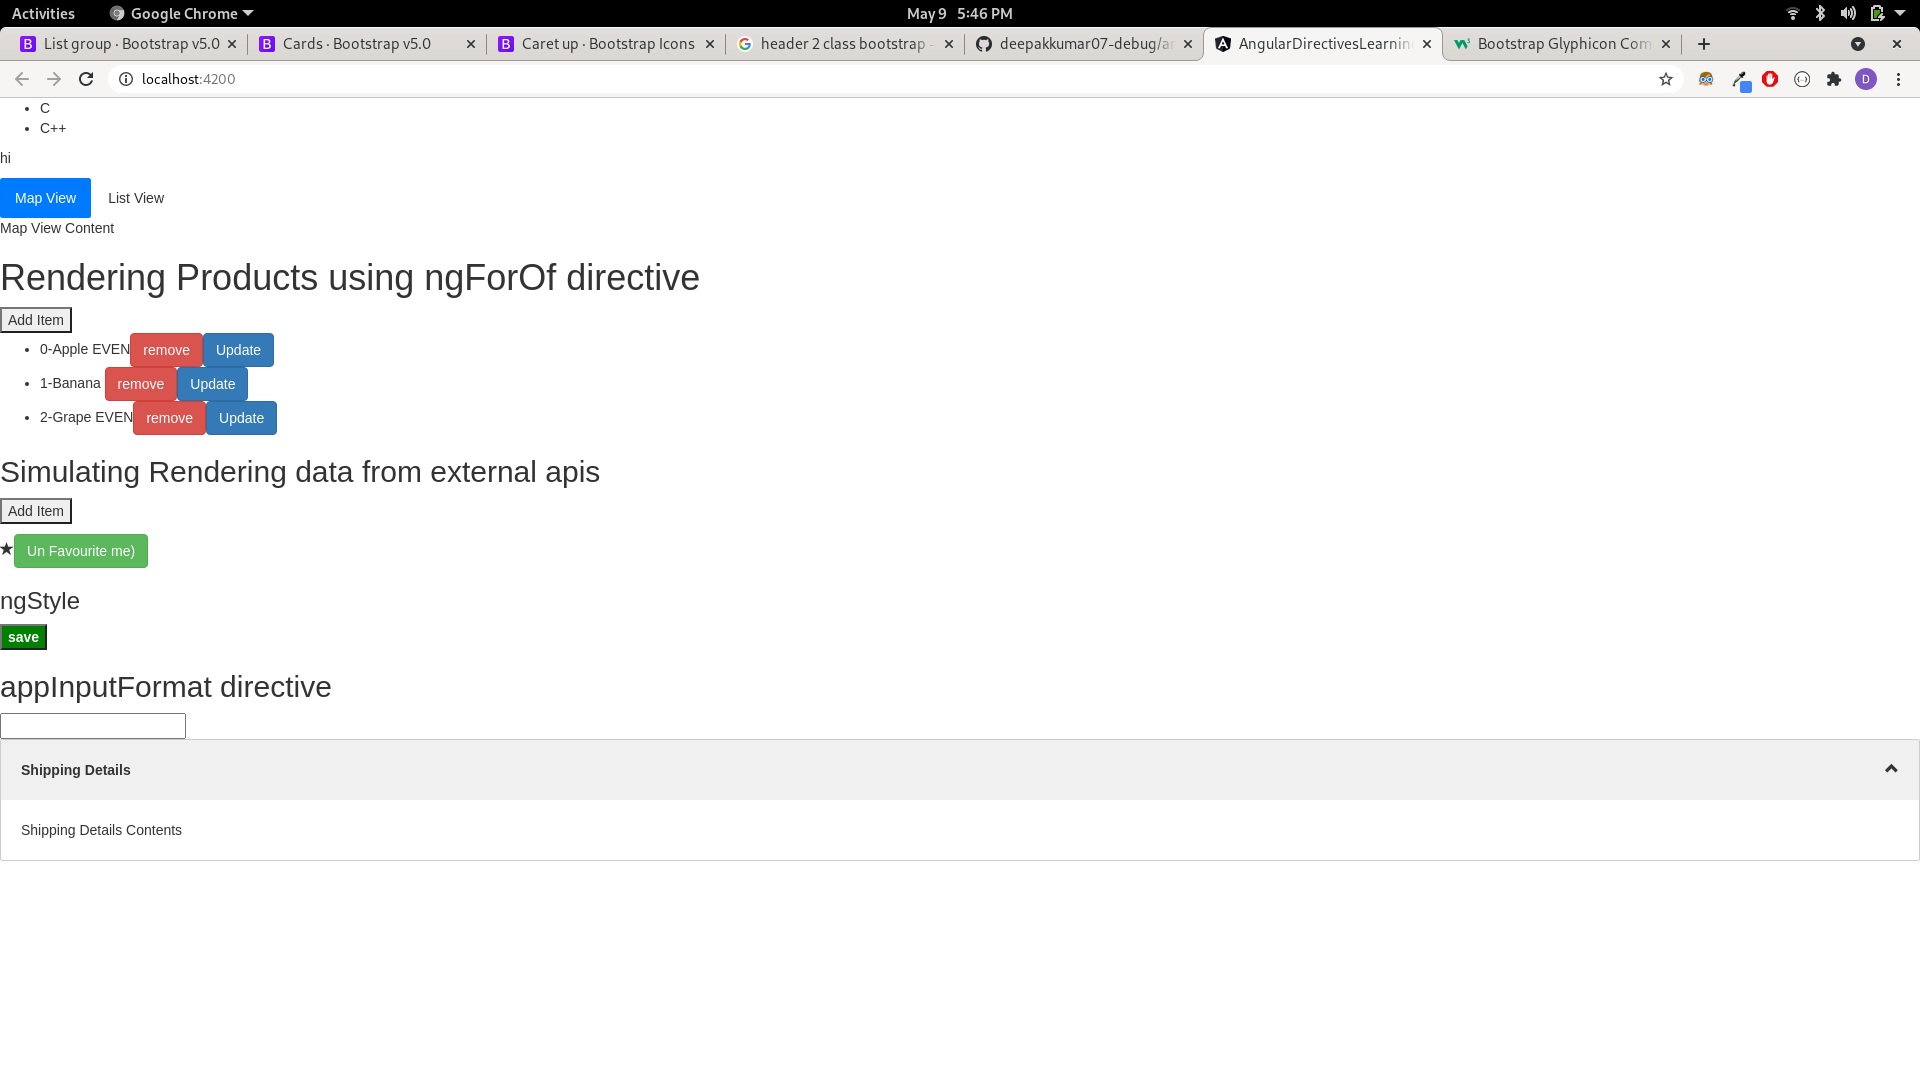 Activities Google Chrome May 9 5:46 PM
List group · Bootstrap v5.0 Cards · Bootstrap v5.0 Caret up · Bootstrap Icons header 2 class bootstrap - deepakkumar07-debug/an AngularDirectivesLearning Bootstrap Glyphicon Com
localhost:4200 D
• C
• C++
hi
Map View List View
Map View Content
Rendering Products using ngForOf directive
Add Item
• 0-Apple EVEN remove Update
• 1-Banana remove Update
• 2-Grape EVEN remove Update
Simulating Rendering data from external apis
Add Item
★ Un Favourite me)
ngStyle
save
appInputFormat directive
Shipping Details
Shipping Details Contents